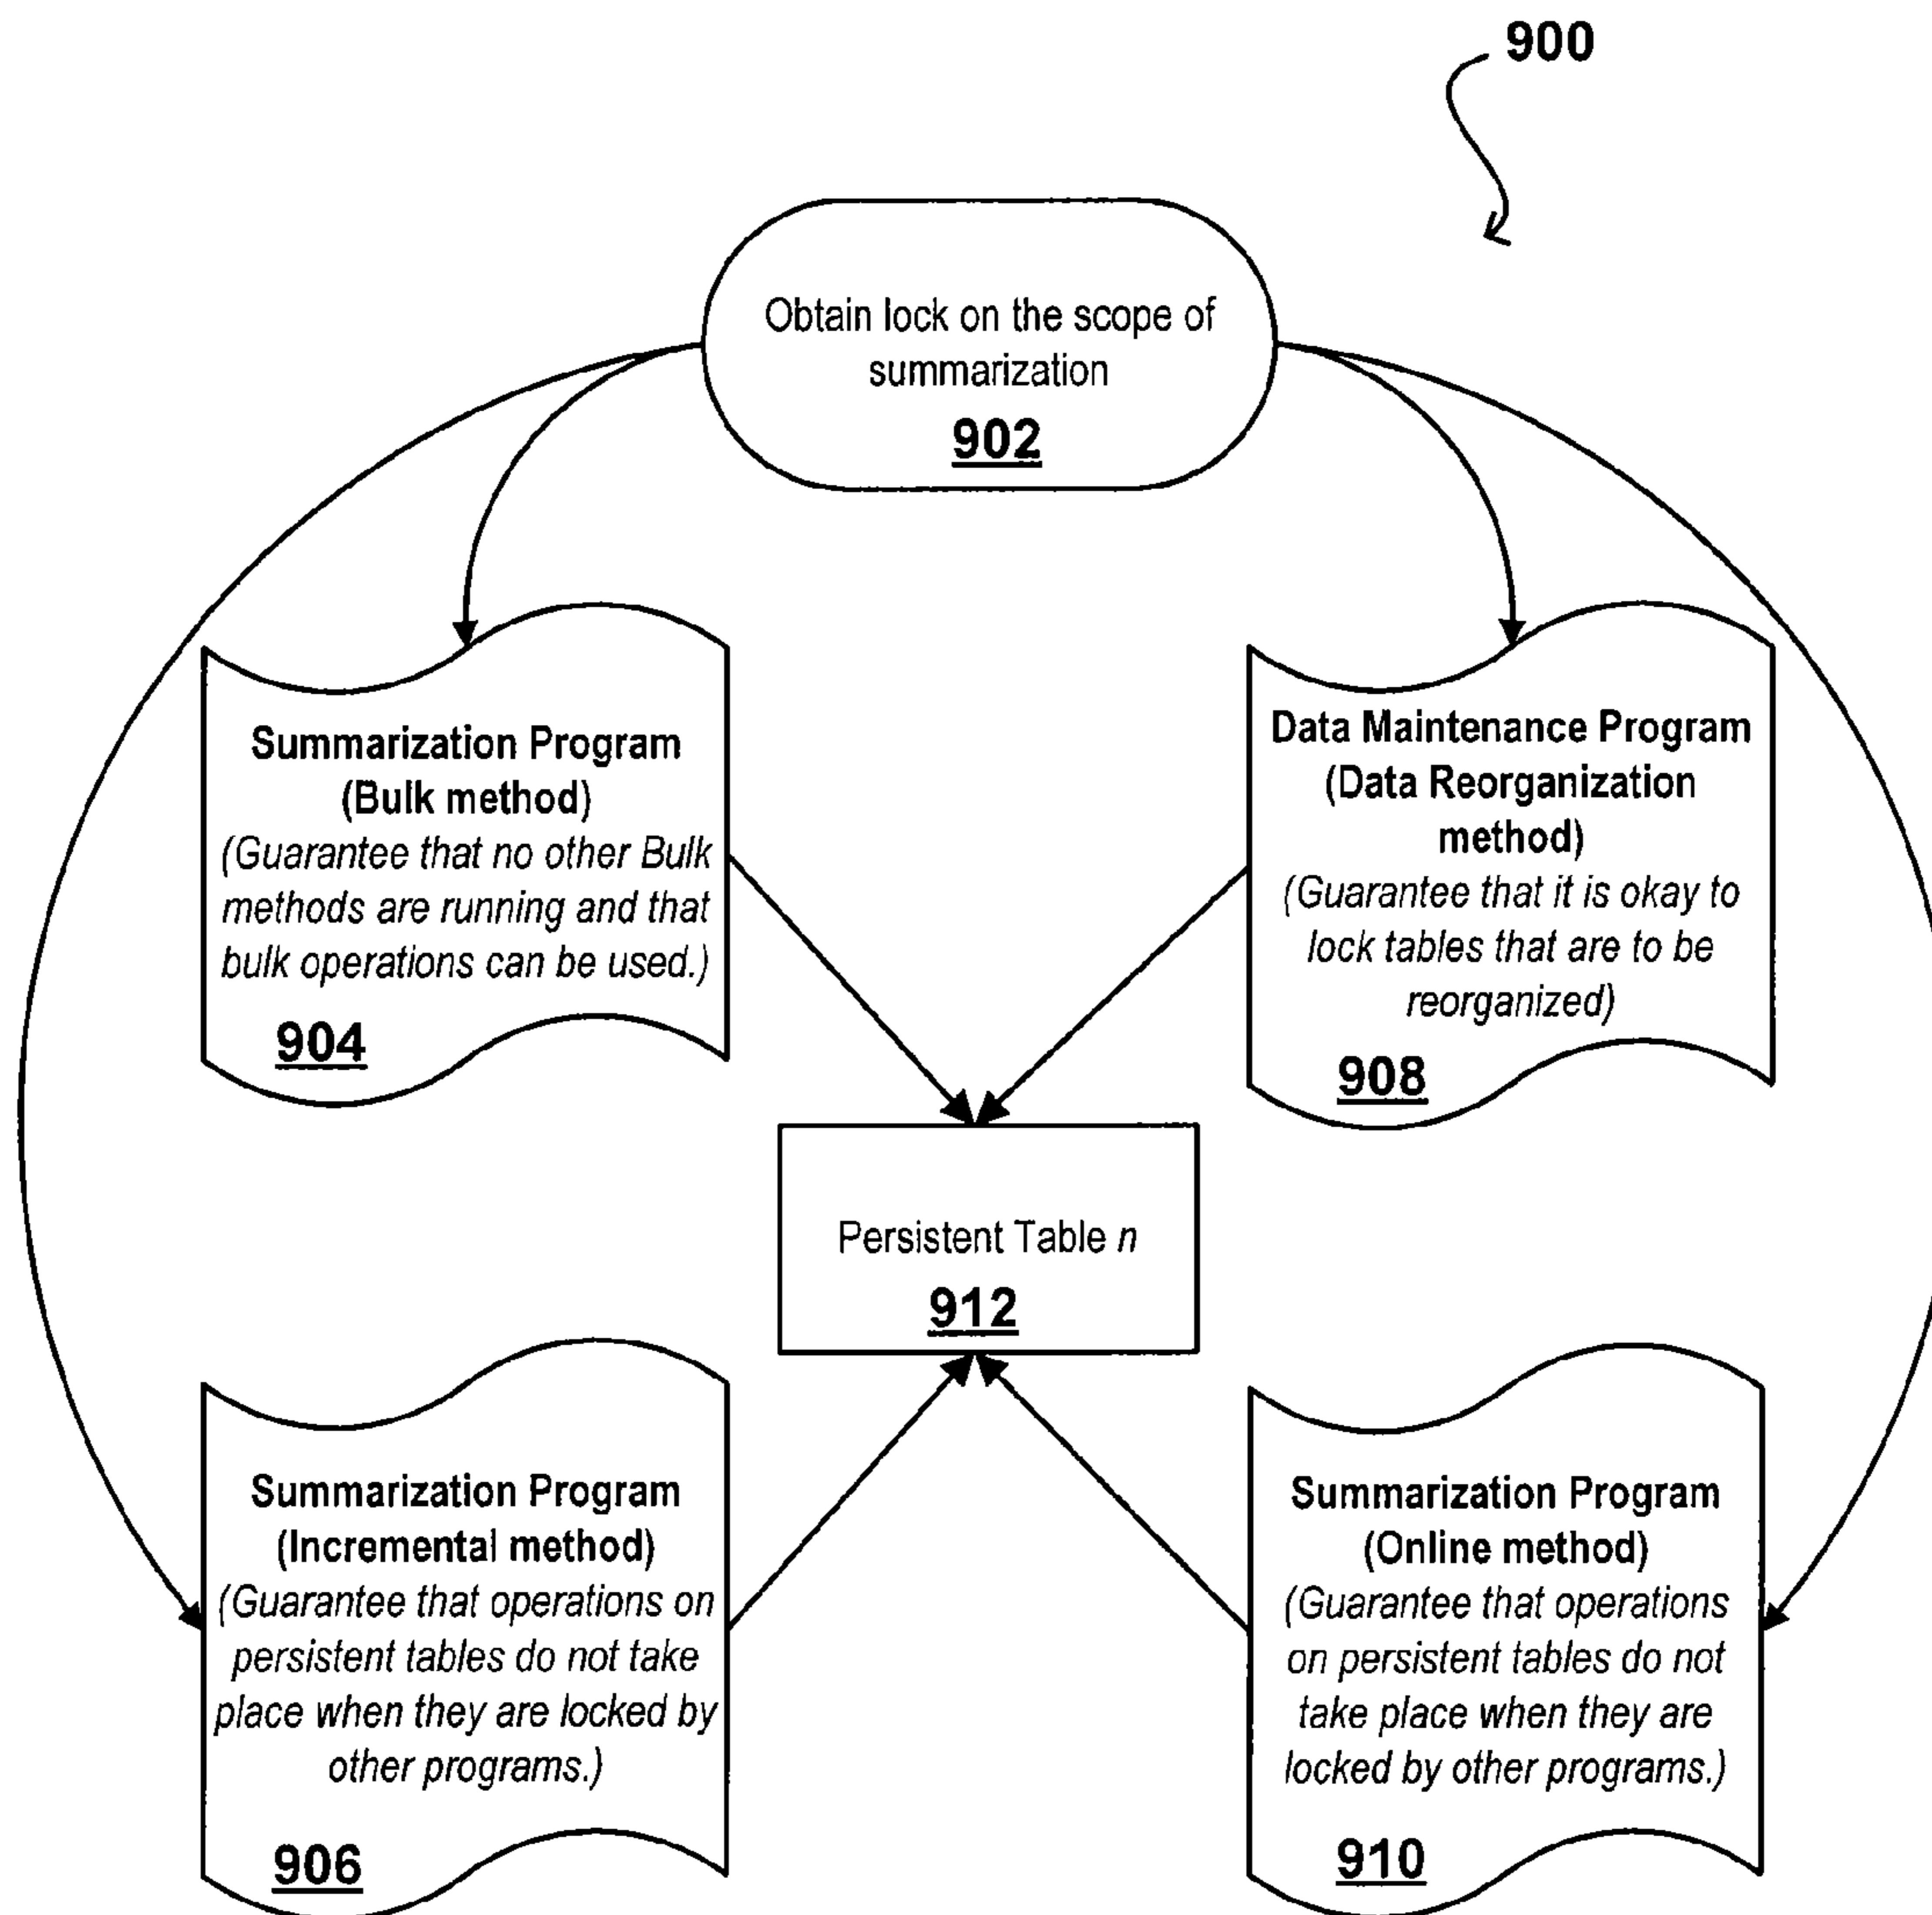 900
Obtain lock on the scope of
summarization
902
Summarization Program
(Bulk method)
(Guarantee that no other Bulk
methods are running and that
bulk operations can be used.)
904
Data Maintenance Program
(Data Reorganization
method)
(Guarantee that it is okay to
lock tables that are to be
reorganized)
908
Persistent Table n
912
Summarization Program
(Incremental method)
(Guarantee that operations on
persistent tables do not take
place when they are locked by
other programs.)
906
Summarization Program
(Online method)
(Guarantee that operations
on persistent tables do not
take place when they are
locked by other programs.)
910